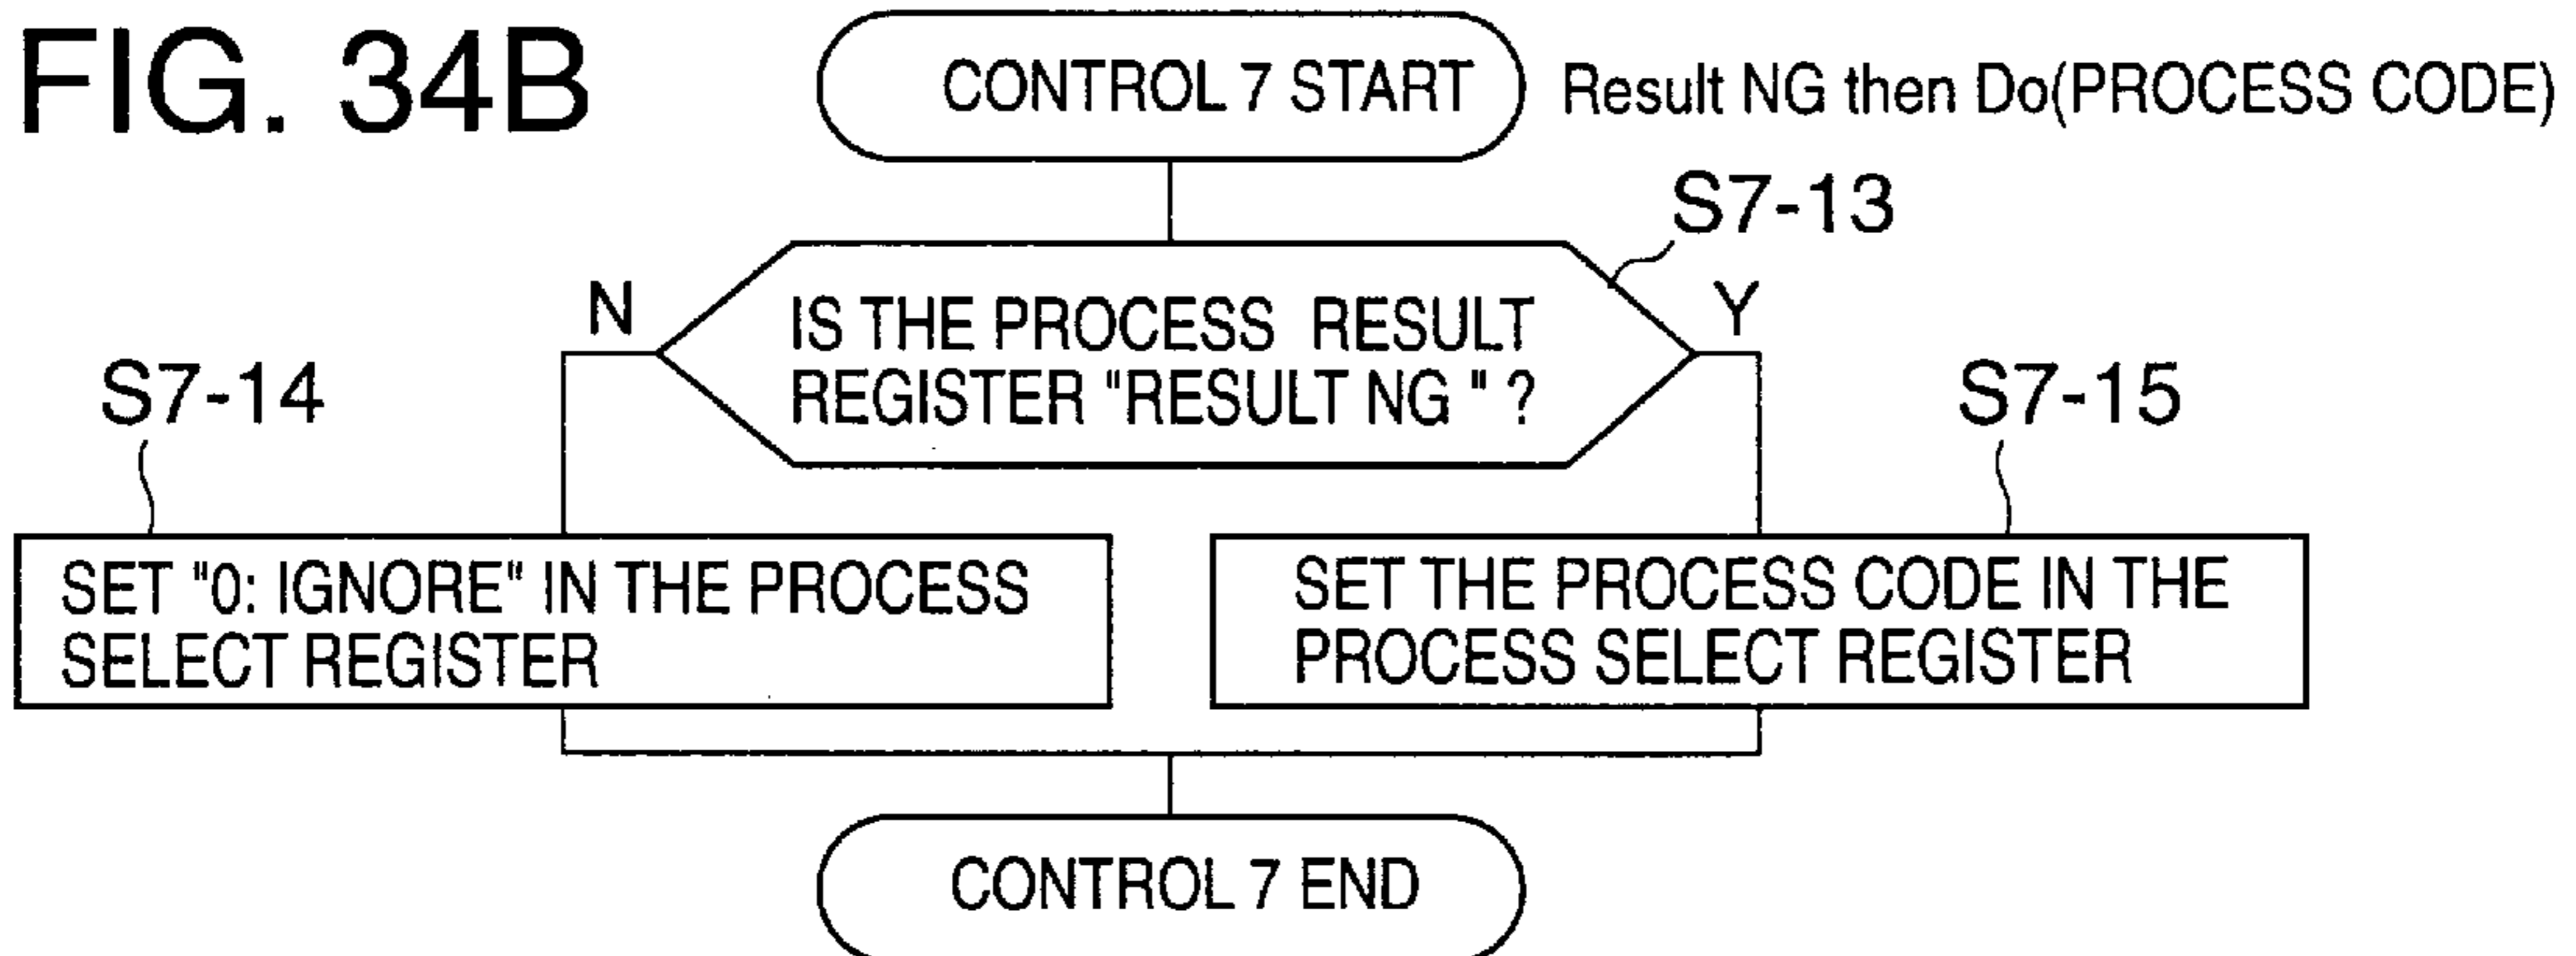 FIG. 34B
CONTROL 7 START
Result NG then Do(PROCESS CODE)
S7-13
N
Y
IS THE PROCESS RESULT
REGISTER "RESULT NG " ?
S7-14
S7-15
SET "0: IGNORE" IN THE PROCESS
SELECT REGISTER
SET THE PROCESS CODE IN THE
PROCESS SELECT REGISTER
CONTROL 7 END